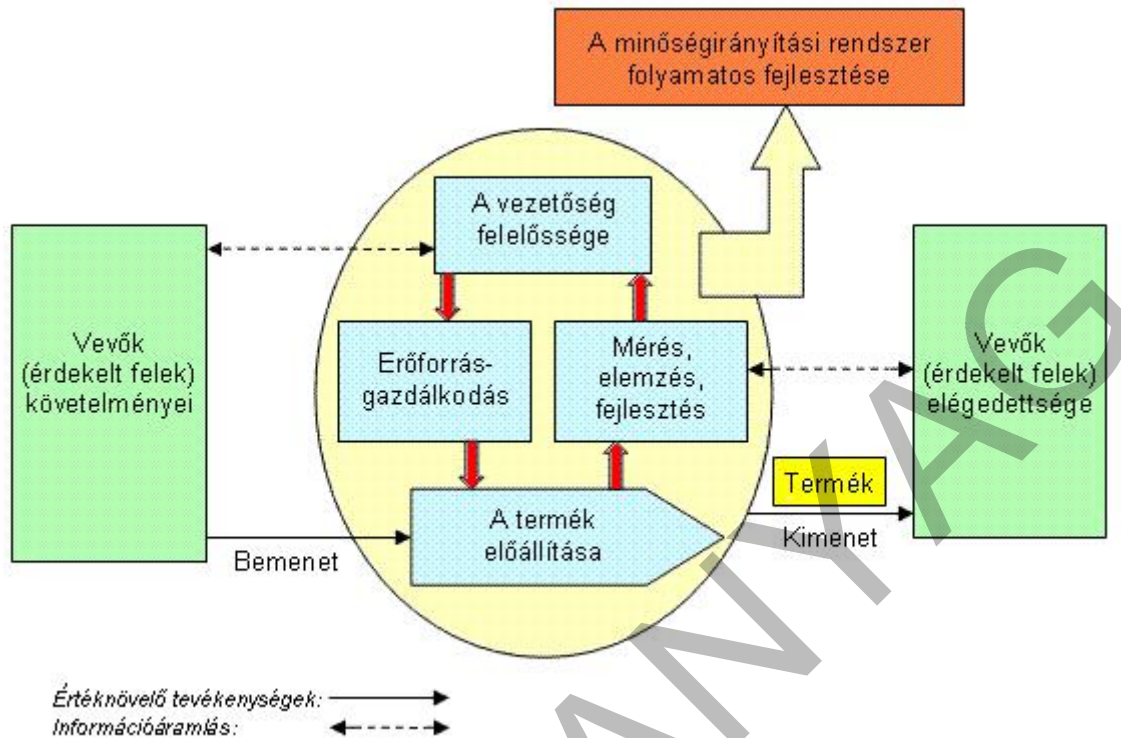 A minőségirányítási rendszer
folyamatos fejlesztése
A vezetőség
felelőssége
Vevők
(érdekelt felek)
követelményei
Erőforrás-
gazdálkodás
Mérés,
elemzés,
fejlesztés
Vevők
(érdekelt felek)
elégedettsége
Termék
A termék
előállítása
Bemenet
Kimenet
Értéknövelő tevékenységek:
Információáramlás:
ANYAG